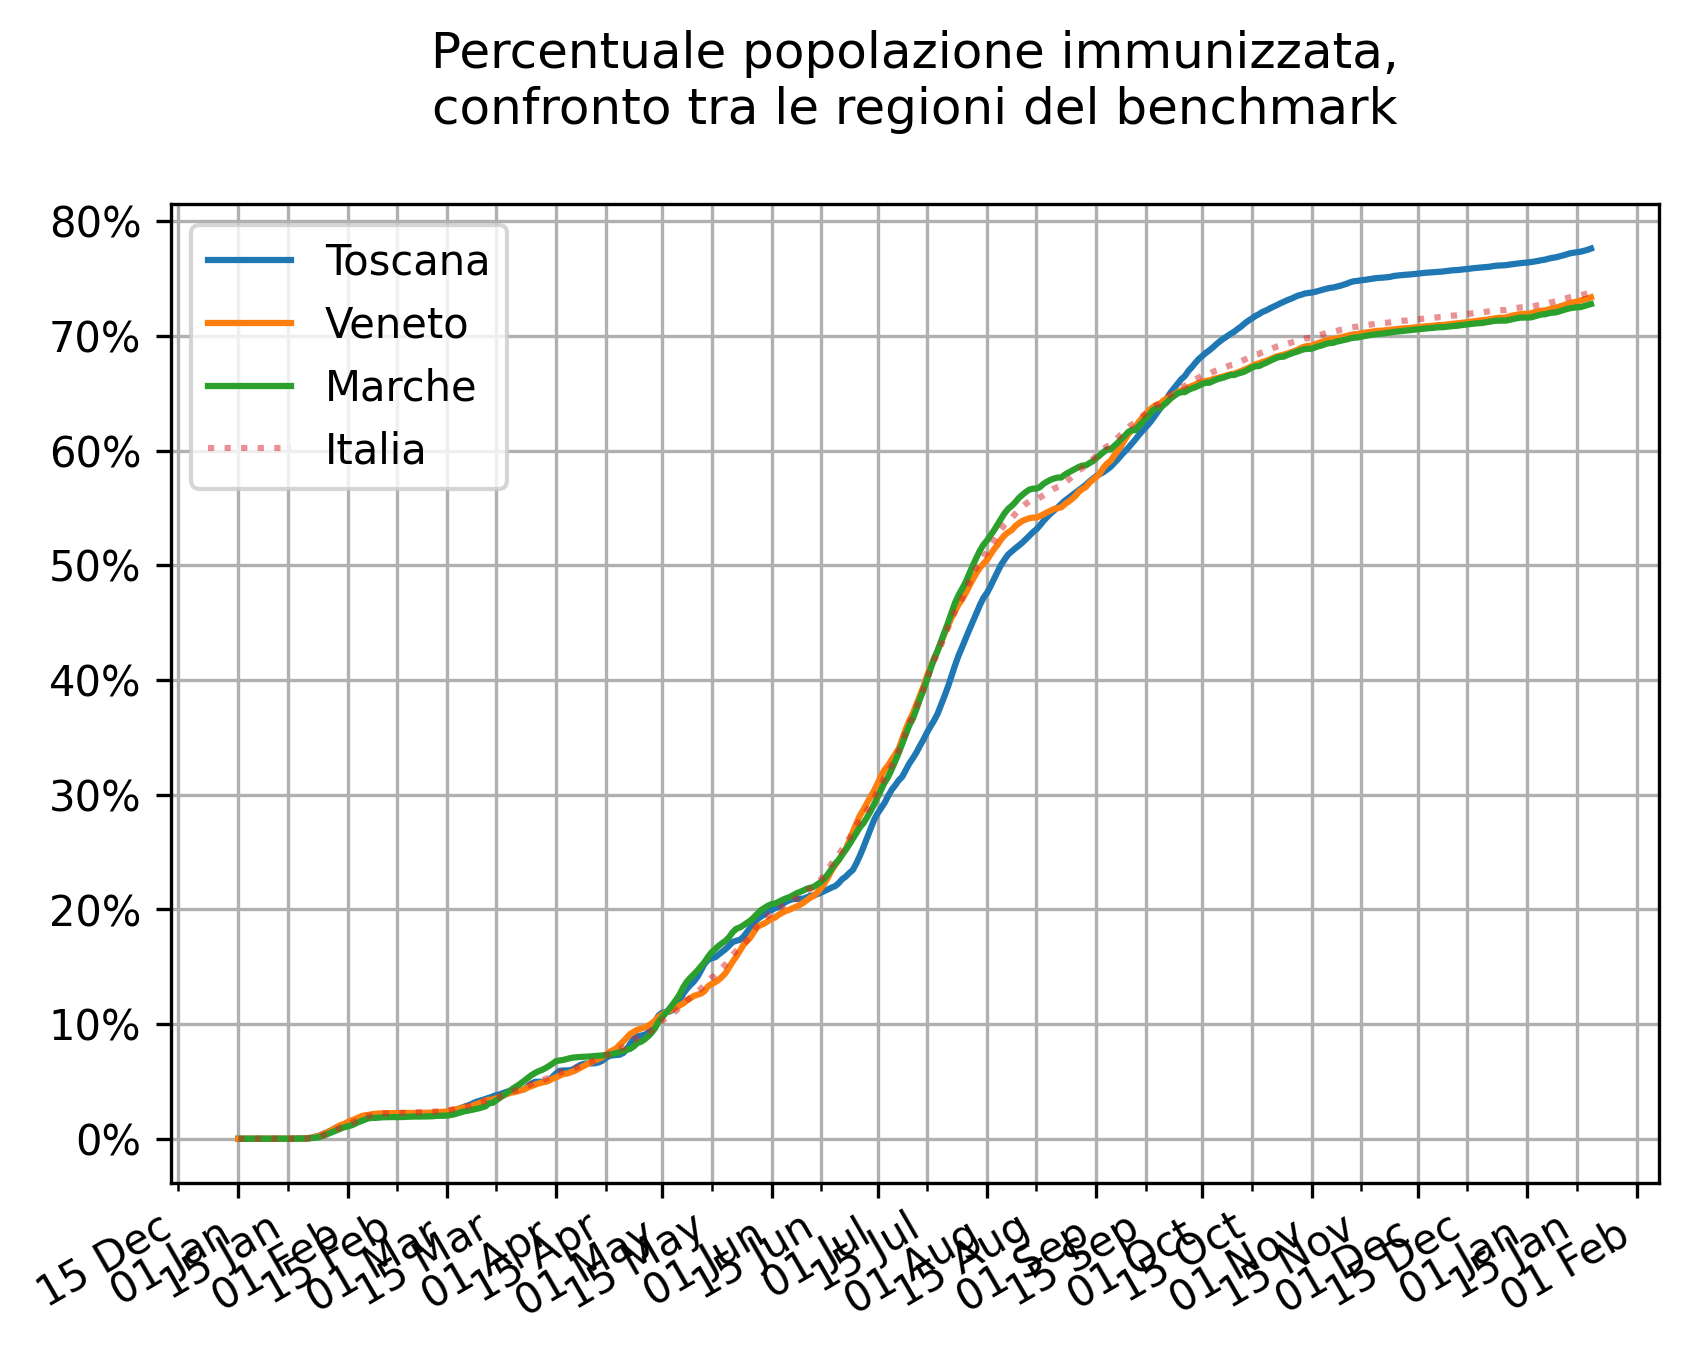 Percentuale popolazione immunizzata,
confronto tra le regioni del benchmark
80%
70%
60%
50%
40%
30%
20%
10%
0%
Toscana
Veneto
Marche
Italia
15 Dec
01 Jan
15 Jan
01 Feb
15 Feb
01 Mar
15 Mar
01 Apr
15 Apr
01 May
15 May
01 Jun
15 Jun
01 Jul
15 Jul
01 Aug
15 Aug
01 Sep
15 Sep
01 Oct
15 Oct
01 Nov
15 Nov
01 Dec
15 Dec
01 Jan
15 Jan
01 Feb